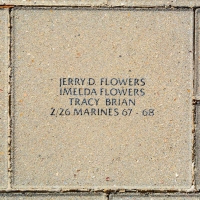 JERRY D. FLOWERS
IMELDA FLOWERS
TRACY BRIAN
2/26 MARINES 67 - 68